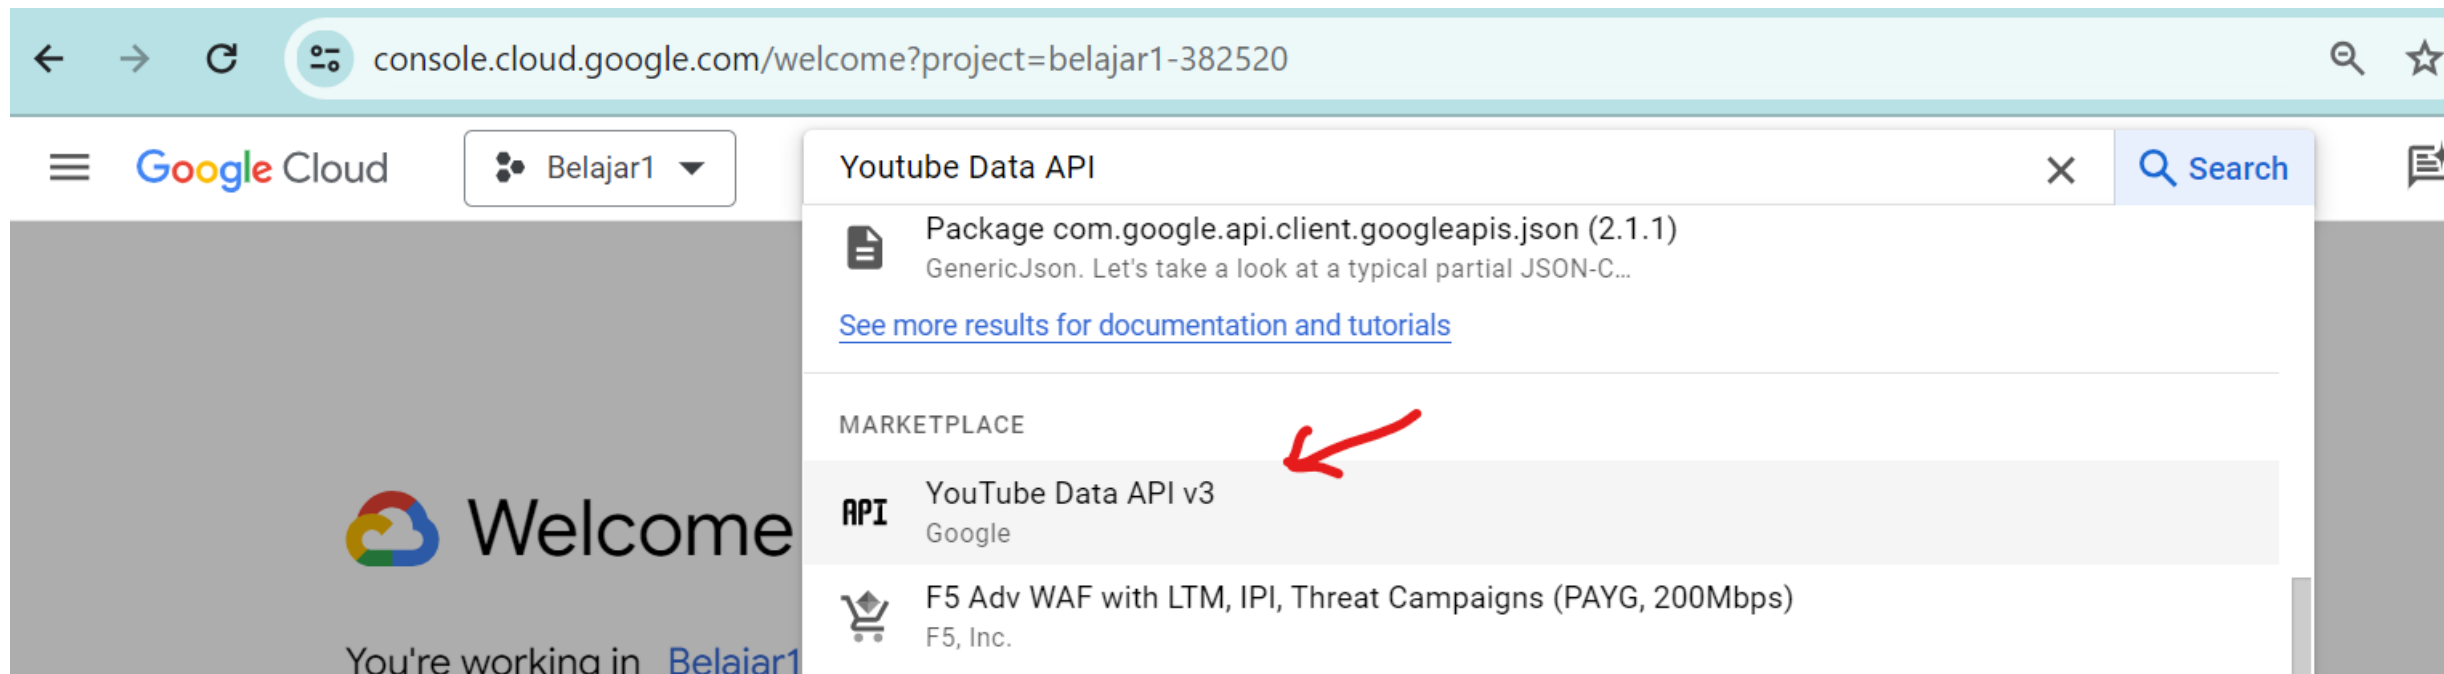 console.cloud.google.com/welcome?project=belajar1-382520
Google Cloud
Belajar1
Youtube Data API
Search
Package com.google.api.client.googleapis.json (2.1.1)
GenericJson. Let's take a look at a typical partial JSON-C...
See more results for documentation and tutorials
MARKETPLACE
API
YouTube Data API v3
Google
Welcome
F5 Adv WAF with LTM, IPI, Threat Campaigns (PAYG, 200Mbps)
F5, Inc.
You're working in Belajar1